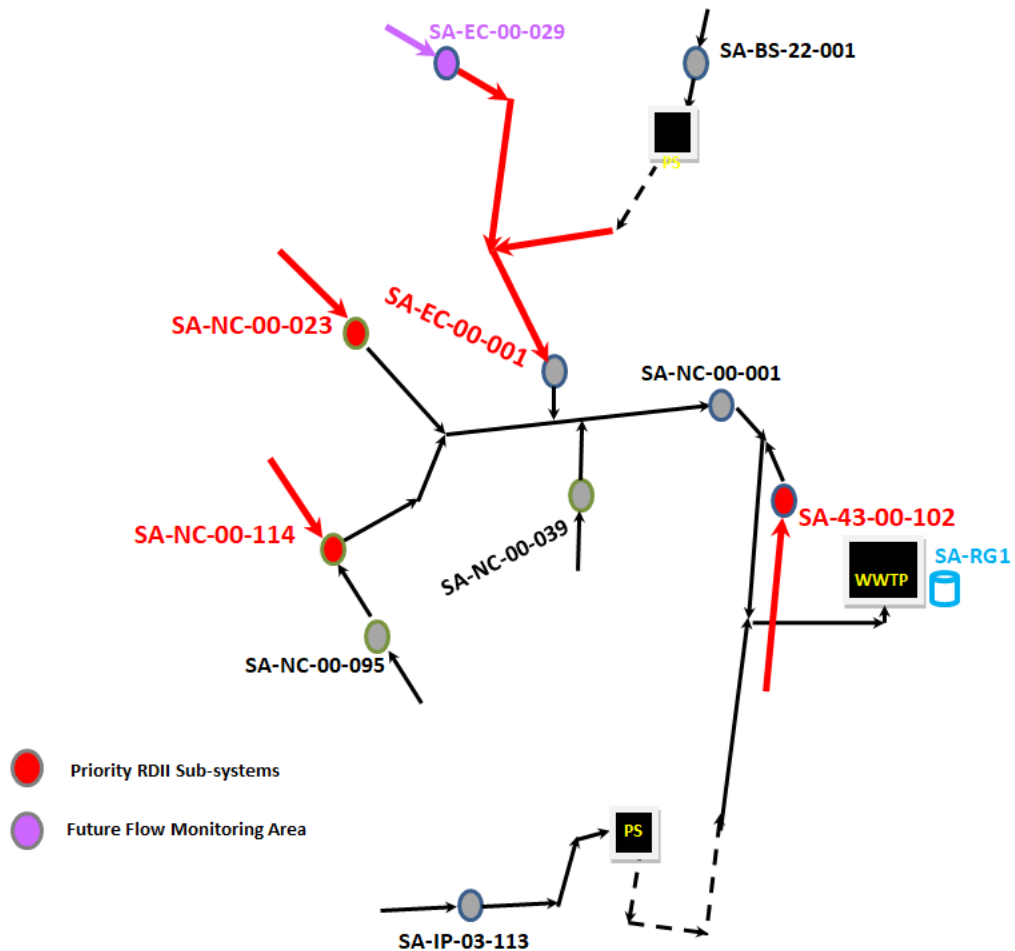 SA-EC-00-029
SA-BS-22-001
PS
SA-EC-00-001
SA-NC-00-023
SA-NC-00-001
SA-NC-00-114
SA-NC-00-039
SA-43-00-102
WWTP
SA-RG1
SA-NC-00-095
Priority RDII Sub-systems
Future Flow Monitoring Area
PS
SA-IP-03-113